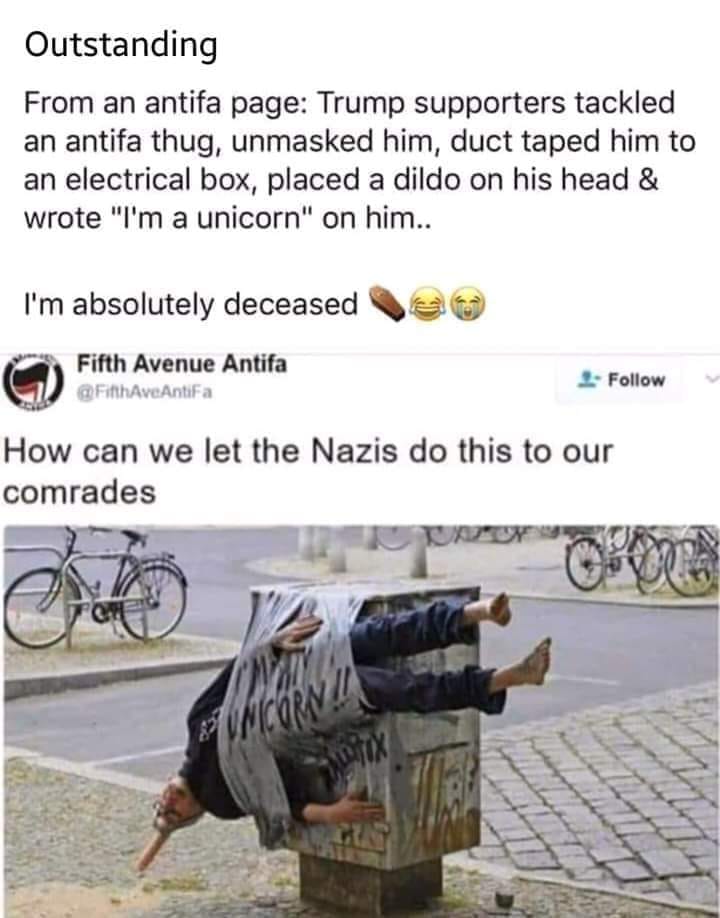 Outstanding
From an antifa page: Trump supporters tackled
an antifa thug, unmasked him, duct taped him to
an electrical box, placed a dildo on his head &
wrote "I'm a unicorn" on him..
I'm absolutely deceased ⚰️😂😭
Fifth Avenue Antifa
@FifthAveAntiFa
Follow
How can we let the Nazis do this to our
comrades
I'M A
UNICORN!!